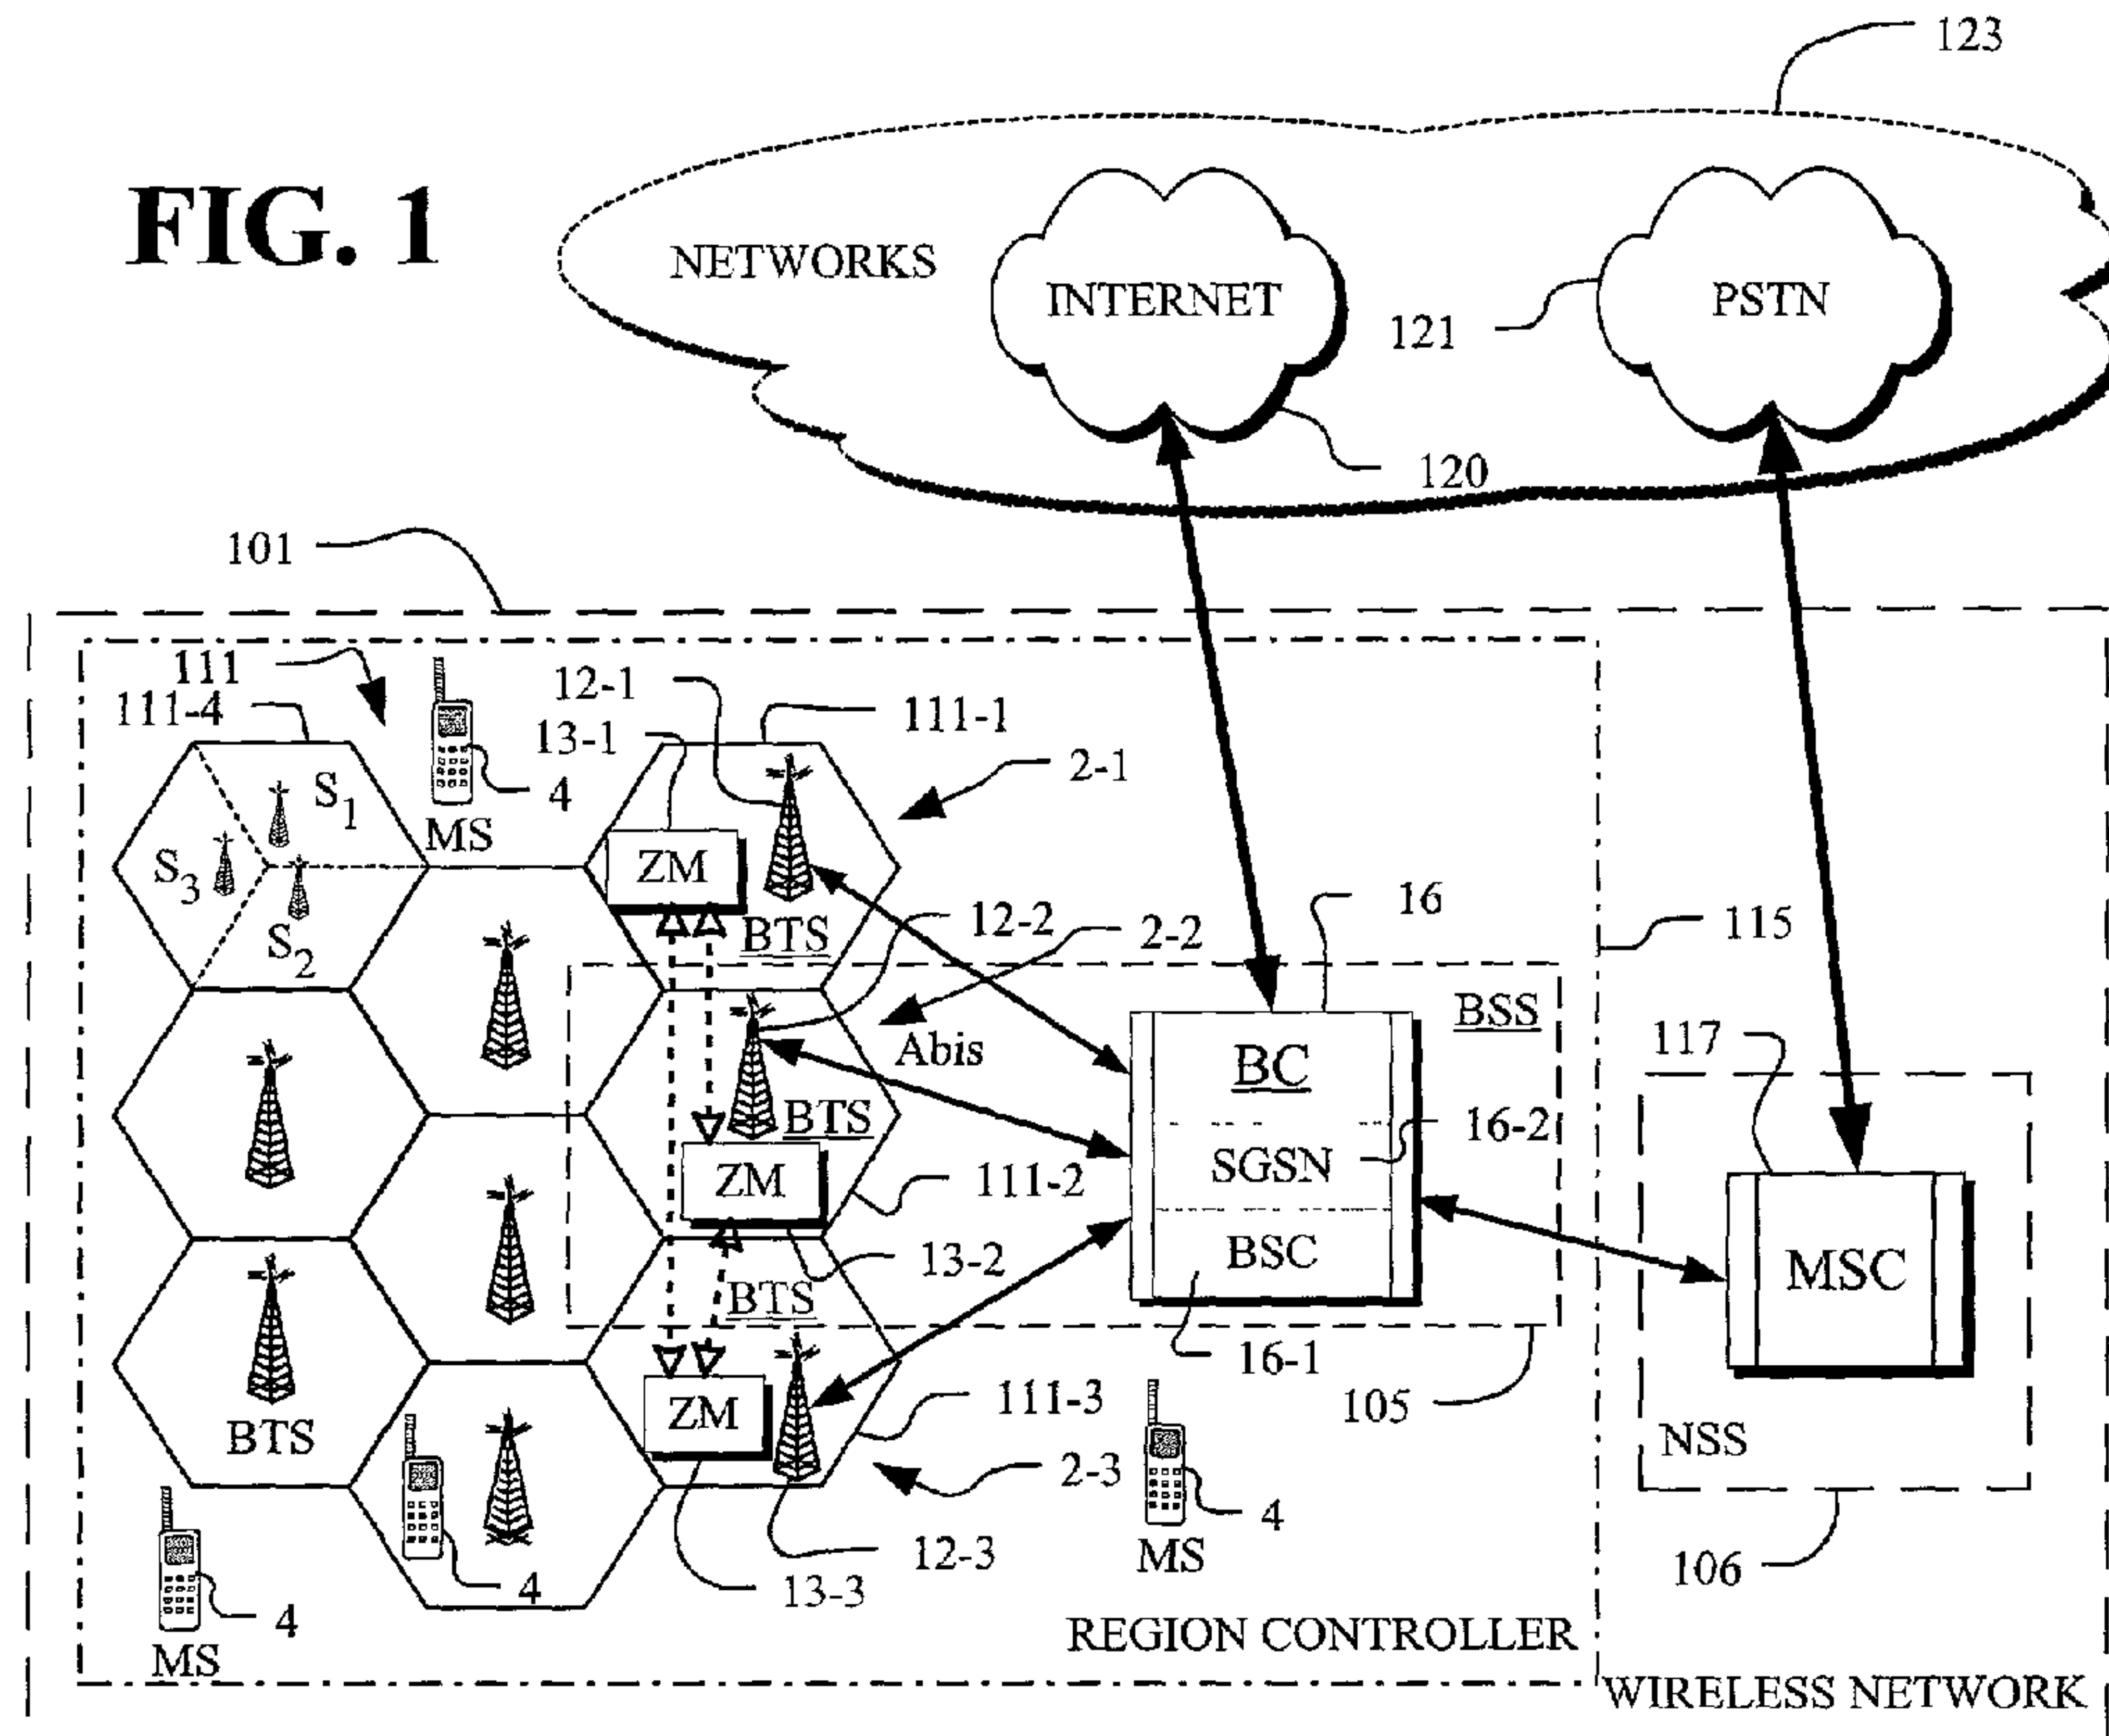 123
FIG. 1
NETWORKS
INTERNET
PSTN
121
120
101
111
12-1
111-4
111-1
13-1
2-1
4
S1
MS
S3
ZM
16
12-2
115
BTS
2-2
S2
BSS
117
Abis
BC
BTS
16-2
SGSN
ZM
111-2
BSC
MSC
13-2
BTS
16-1
111-3
105
ZM
BTS
NSS
2-3
4
12-3
MS
106
4
13-3
4
REGION CONTROLLER
MS
WIRELESS NETWORK